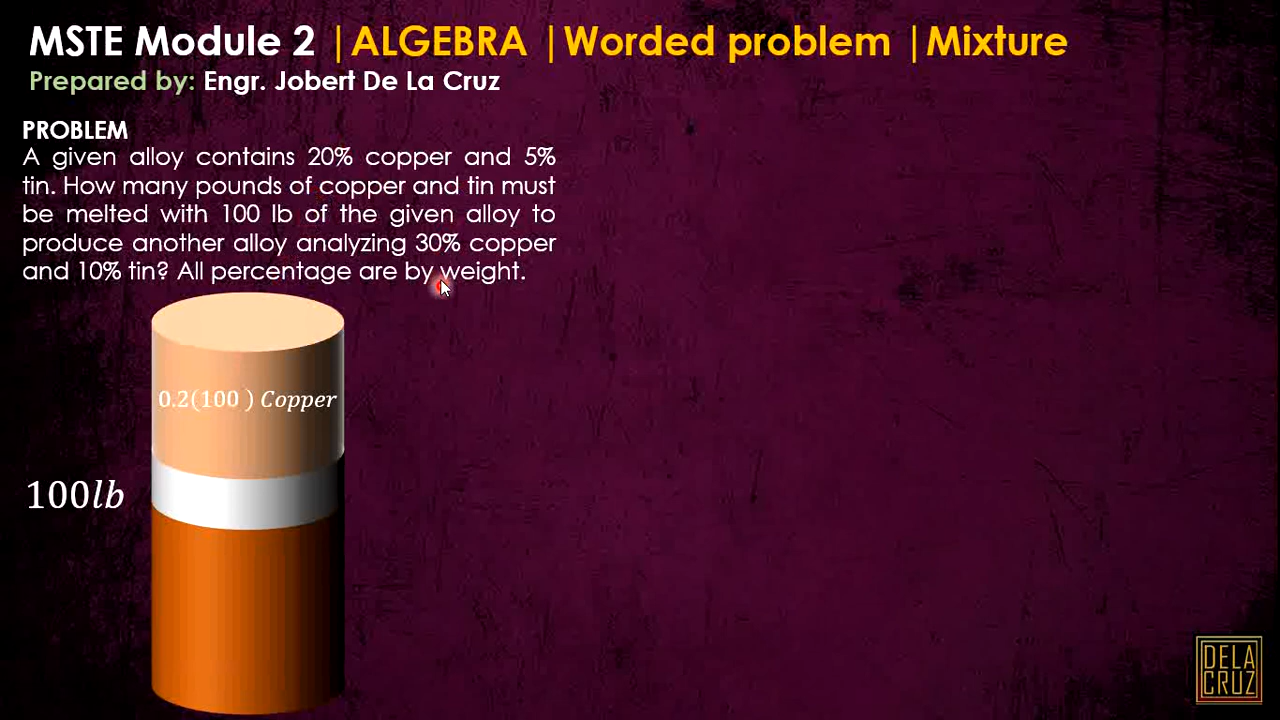 MSTE Module 2 |ALGEBRA |Worded problem |Mixture
Prepared by: Engr. Jobert De La Cruz
PROBLEM
A given alloy contains 20% copper and 5%
tin. How many pounds of copper and tin must
be melted with 100 lb of the given alloy to
produce another alloy analyzing 30% copper
and 10% tin? All percentage are by weight.
0.2(100 ) Copper
100lb
DELA
CRUZ